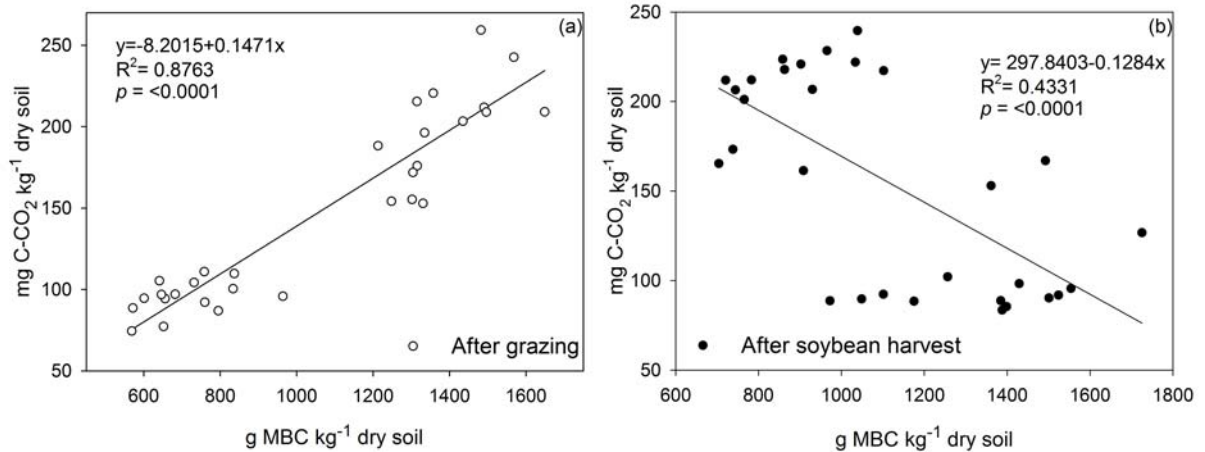 (a)
y=-8.2015+0.1471x
R²= 0.8763
p = <0.0001
250
200
150
100
50
mg C-CO₂ kg⁻¹ dry soil
After grazing
600 800 1000 1200 1400 1600
g MBC kg⁻¹ dry soil
(b)
y= 297.8403-0.1284x
R²= 0.4331
p = <0.0001
250
200
150
100
50
mg C-CO₂ kg⁻¹ dry soil
After soybean harvest
600 800 1000 1200 1400 1600 1800
g MBC kg⁻¹ dry soil